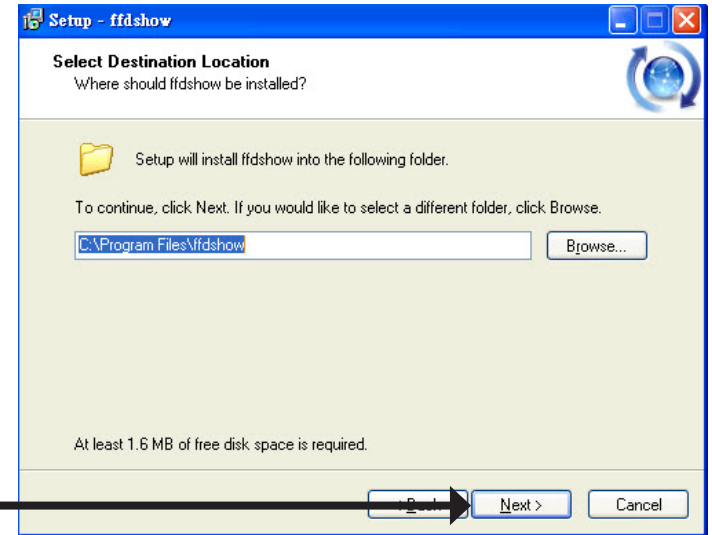 Setup - ffdshow
Select Destination Location
Where should ffdshow be installed?
Setup will install ffdshow into the following folder.
To continue, click Next. If you would like to select a different folder, click Browse.
C:\Program Files\ffdshow
Browse...
At least 1.6 MB of free disk space is required.
Next >
Cancel